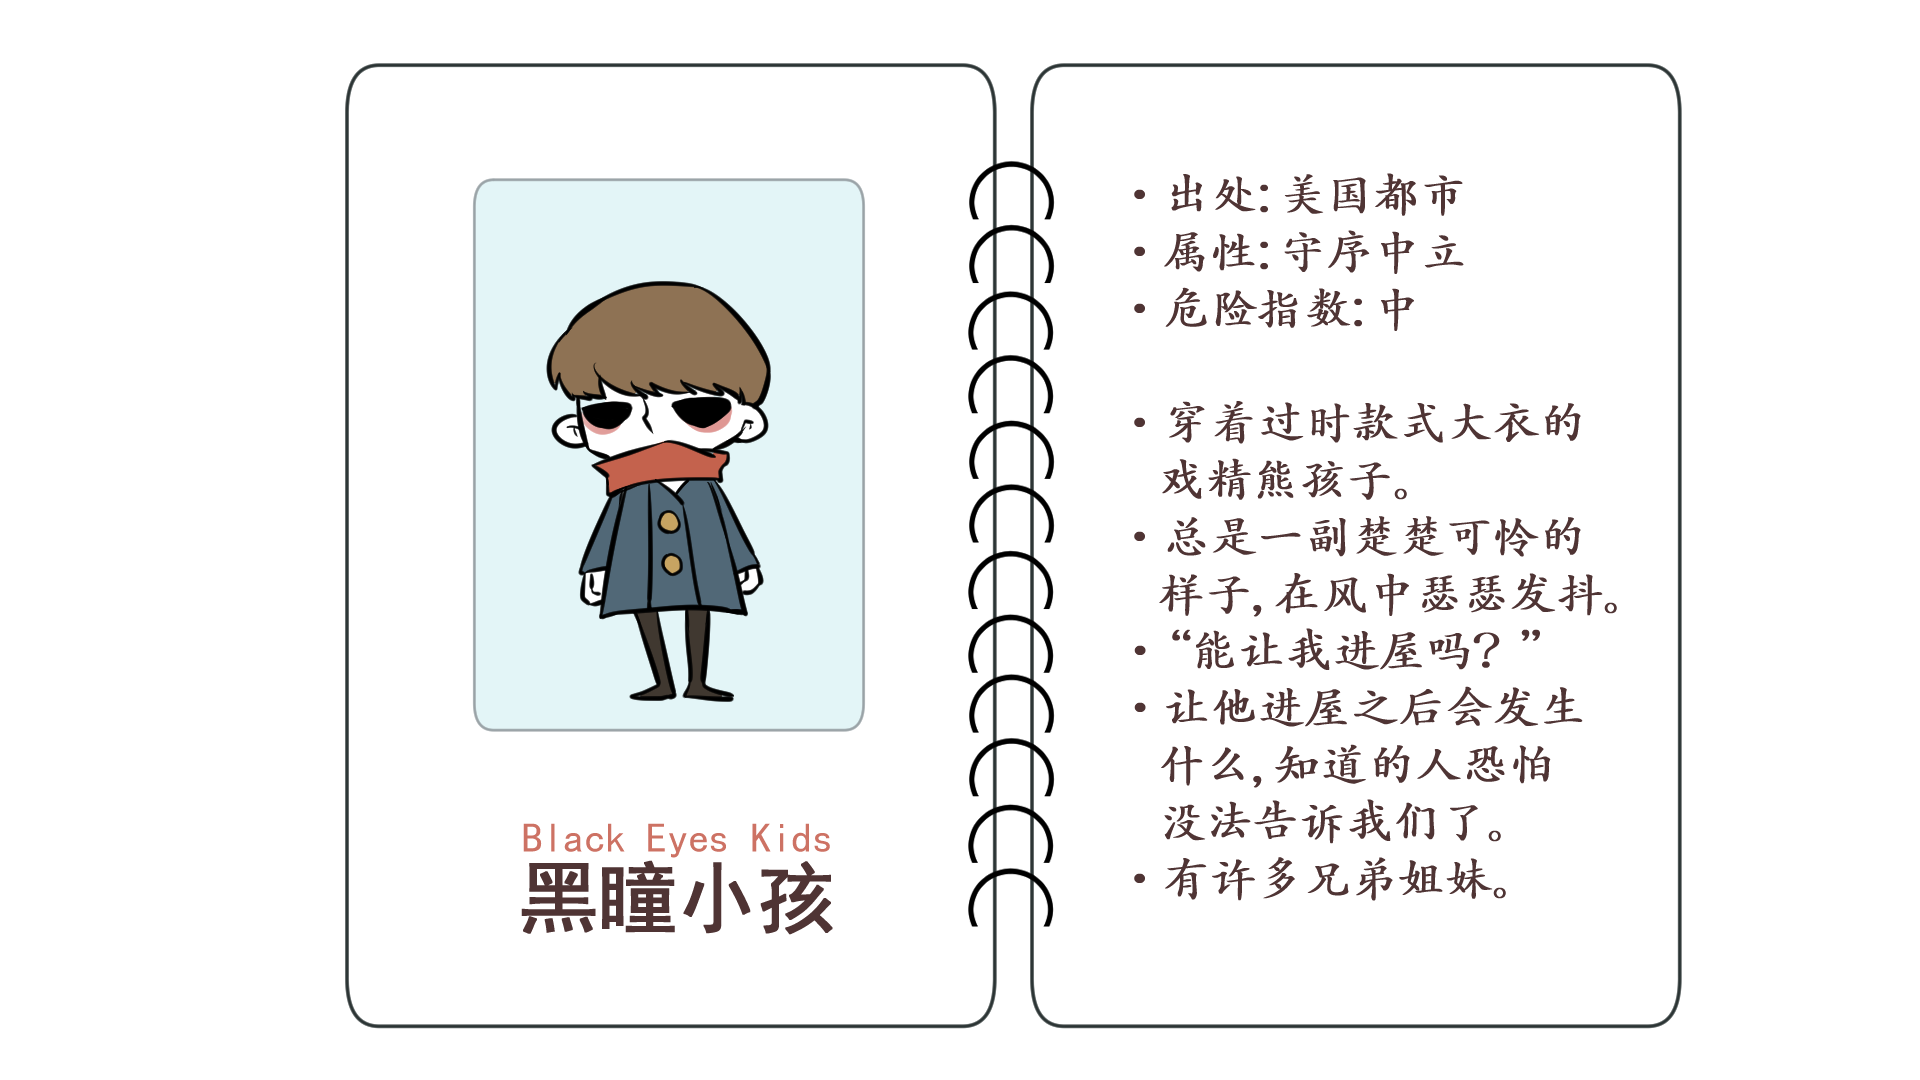 Black Eyes Kids
黑瞳小孩
· 出处:美国都市
· 属性:守序中立
· 危险指数:中
· 穿着过时款式大衣的
戏精熊孩子。
· 总是一副楚楚可怜的
样子,在风中瑟瑟发抖。
· “能让我进屋吗？”
· 让他进屋之后会发生
什么,知道的人恐怕
没法告诉我们了。
· 有许多兄弟姐妹。